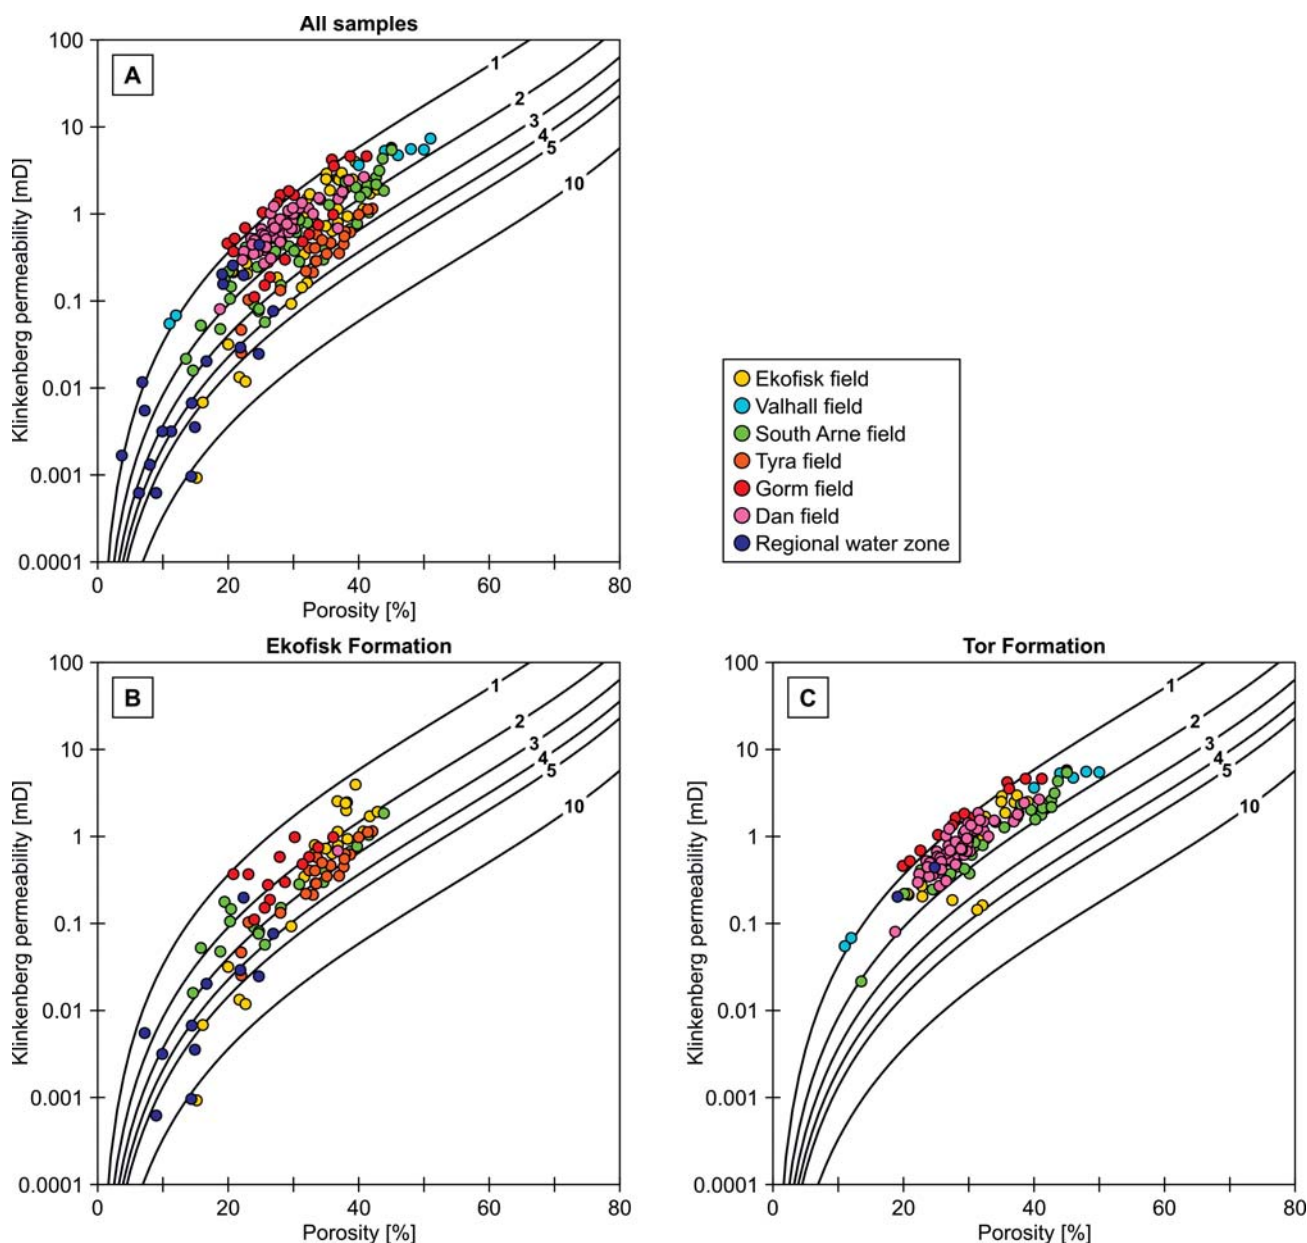 All samples
A
100
10
1
0.1
0.01
0.001
0.0001
Klinkenberg permeability [mD]
1
2
3
4
5
10
0
20
40
60
80
Porosity [%]
Ekofisk field
Valhall field
South Arne field
Tyra field
Gorm field
Dan field
Regional water zone
Ekofisk Formation
B
100
10
1
0.1
0.01
0.001
0.0001
Klinkenberg permeability [mD]
1
2
3
4
5
10
0
20
40
60
80
Porosity [%]
Tor Formation
C
100
10
1
0.1
0.01
0.001
0.0001
Klinkenberg permeability [mD]
1
2
3
4
5
10
0
20
40
60
80
Porosity [%]